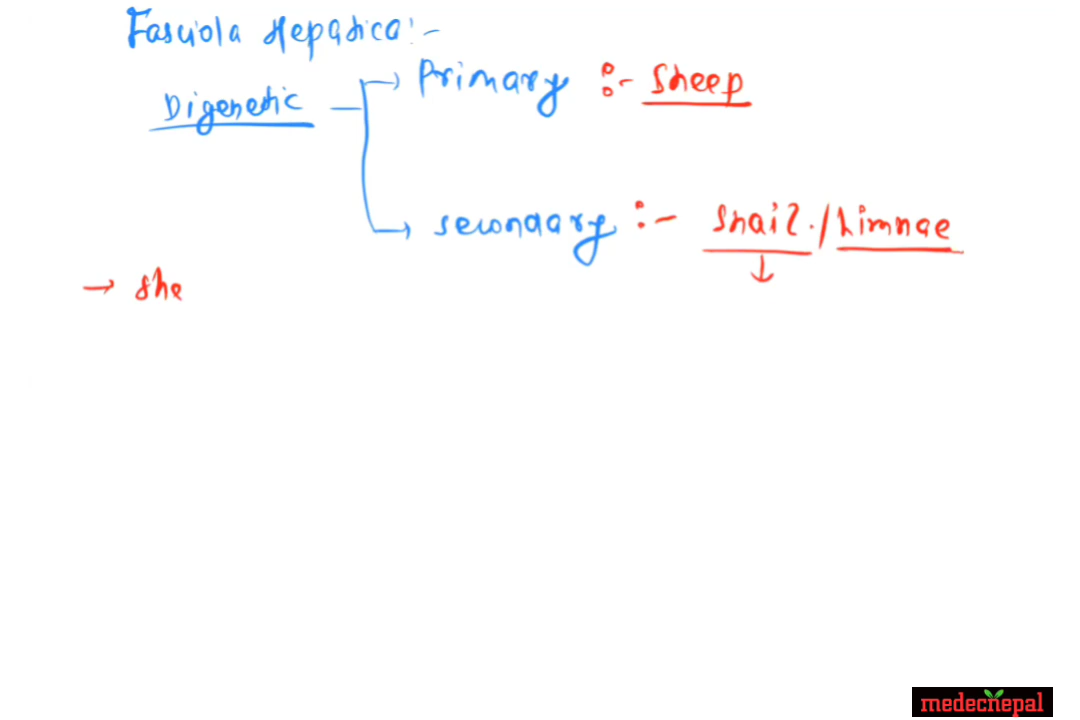 Fasciola Hepatica:-
Digenetic → Primary :- Sheep
→ secondary :- Snail./Limnae
↓
→ she
medecnepal